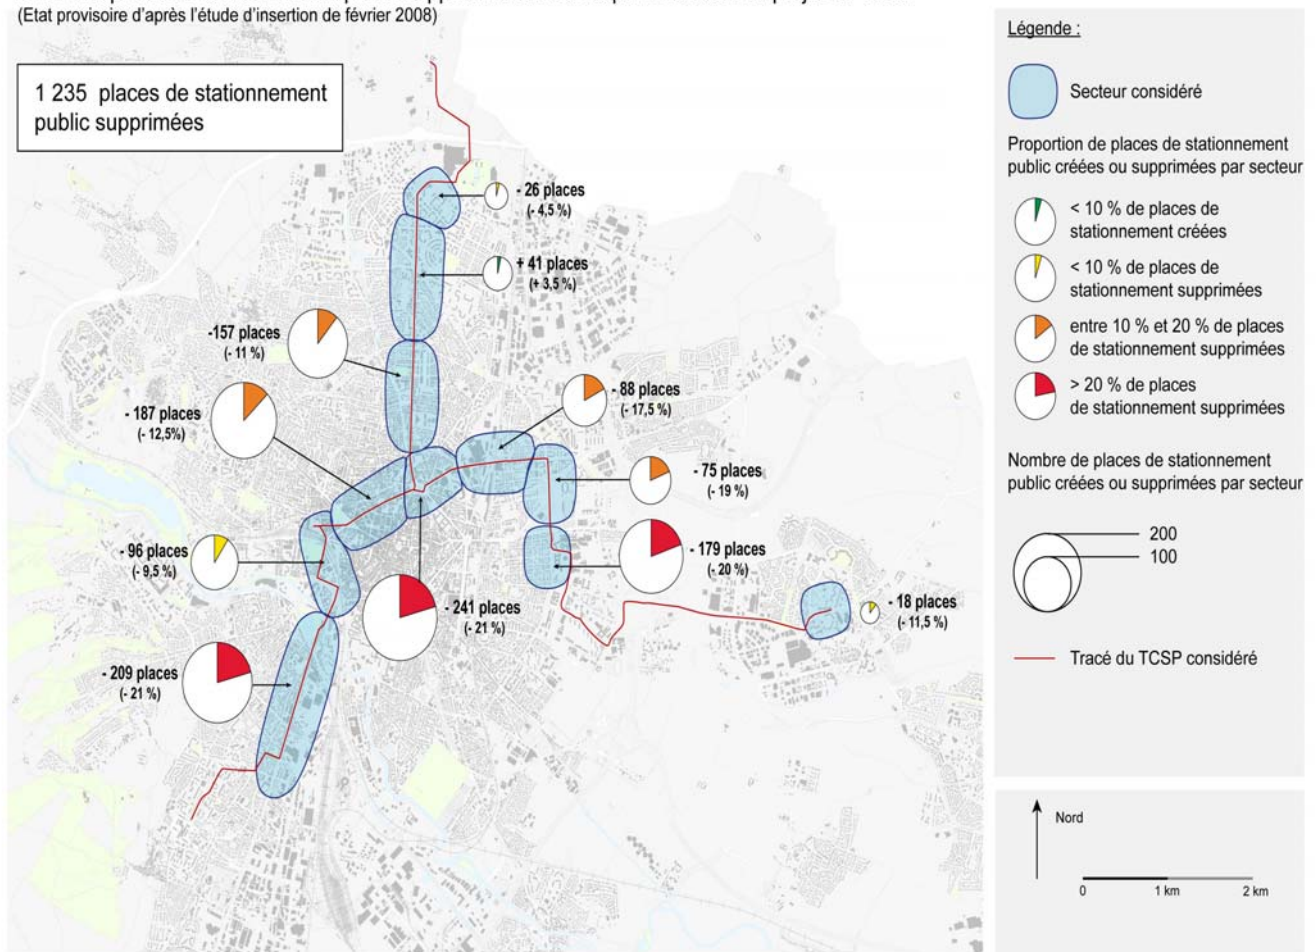 (Etat provisoire d'après l'étude d'insertion de février 2008)
1 235 places de stationnement
public supprimées
- 26 places
(- 4,5 %)
+ 41 places
(+ 3,5 %)
-157 places
(- 11 %)
- 187 places
(- 12,5%)
- 88 places
(- 17,5 %)
- 75 places
(- 19 %)
- 96 places
(- 9,5 %)
- 179 places
(- 20 %)
- 241 places
(- 21 %)
- 18 places
(- 11,5 %)
- 209 places
(- 21 %)
Légende :
Secteur considéré
Proportion de places de stationnement
public créées ou supprimées par secteur
< 10 % de places de
stationnement créées
< 10 % de places de
stationnement supprimées
entre 10 % et 20 % de places
de stationnement supprimées
> 20 % de places
de stationnement supprimées
Nombre de places de stationnement
public créées ou supprimées par secteur
200
100
Tracé du TCSP considéré
Nord
0 1 km 2 km